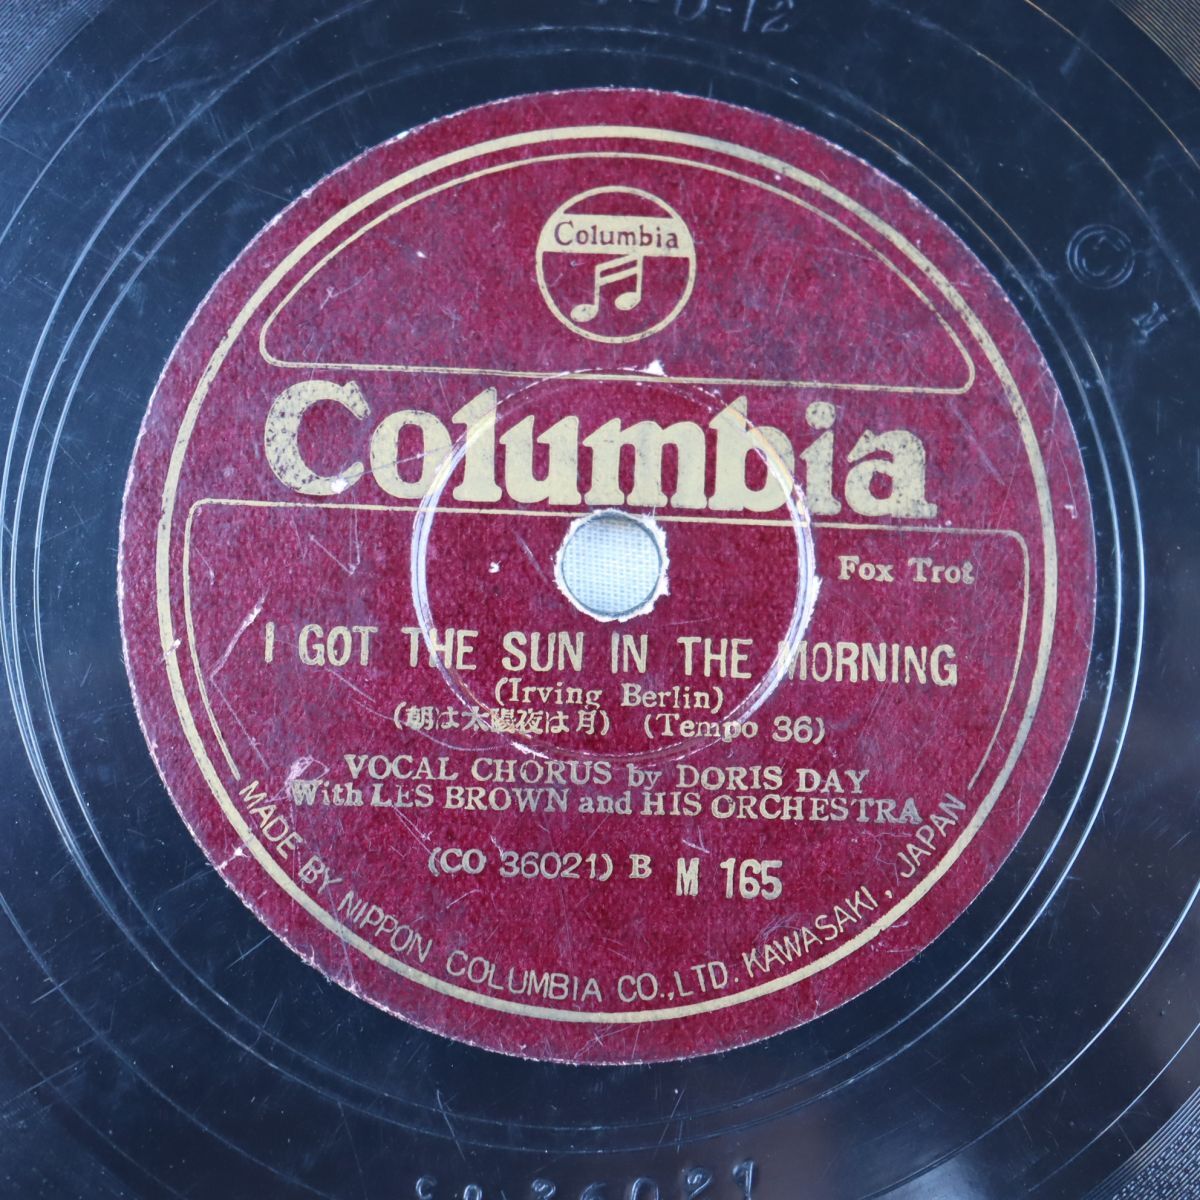 Columbia
Columbia
Fox Trot
I GOT THE SUN IN THE MORNING
(Irving Berlin)
(朝は太陽夜は月) (Tempo 36)
VOCAL CHORUS by DORIS DAY
With LES BROWN and HIS ORCHESTRA
(CO 36021) B M 165
MADE BY NIPPON COLUMBIA CO.,LTD. KAWASAKI, JAPAN